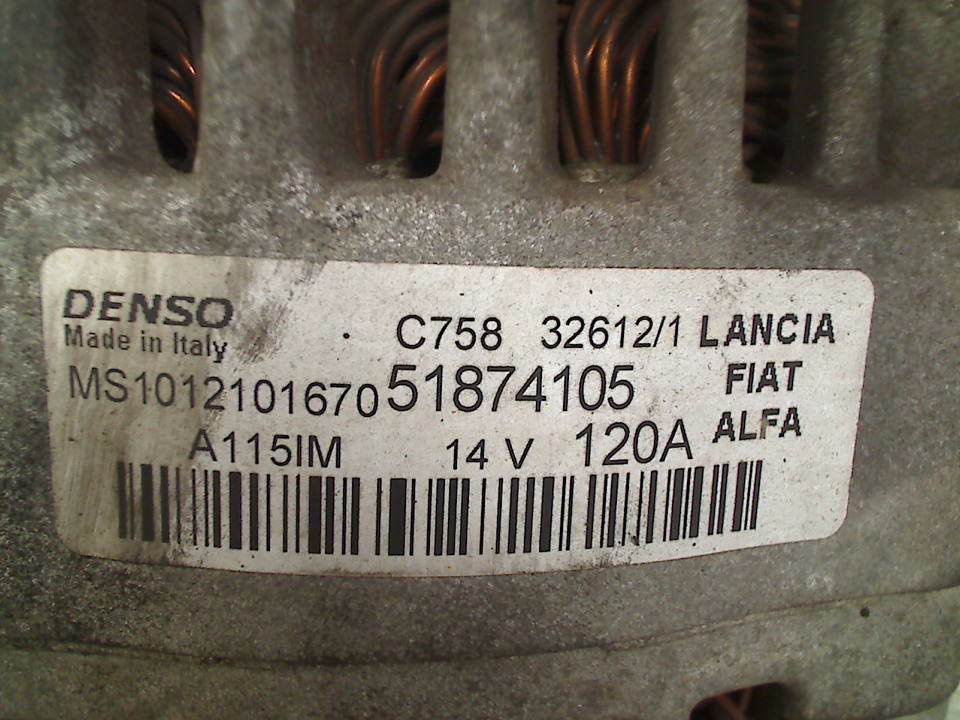 DENSO
Made in Italy
C758 32612/1 LANCIA
MS1012101670 51874105 FIAT
A115IM 14 V 120A ALFA